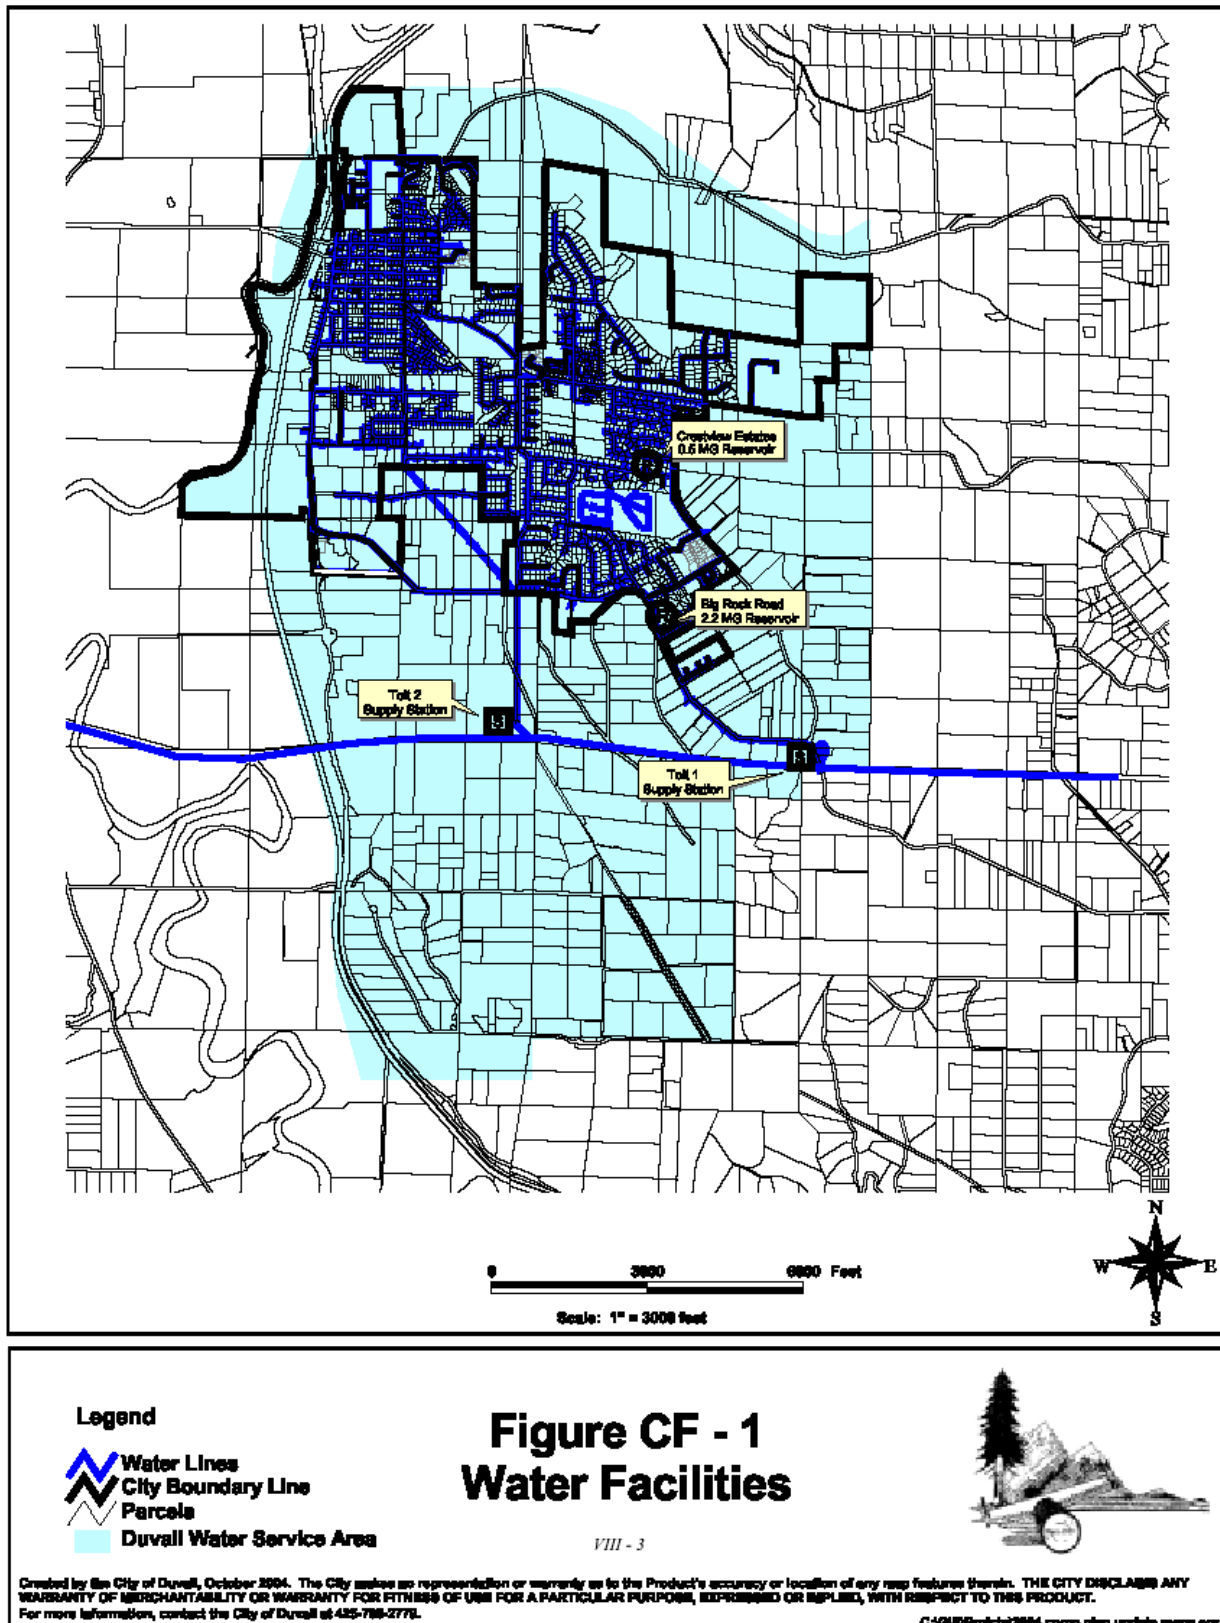 Crestview Estates
0.5 MG Reservoir
Big Rock Road
2.2 MG Reservoir
Tolt 2
Supply Station
Tolt 1
Supply Station
N
W E
S
0 3000 6000 Feet
Scale: 1" = 3000 feet
Legend
Water Lines
City Boundary Line
Parcels
Duvall Water Service Area
Figure CF - 1
Water Facilities
VIII - 3
Created by the City of Duvall, October 2004. The City makes no representation or warranty as to the Product's accuracy or location of any map features therein. THE CITY DISCLAIMS ANY
WARRANTY OF MERCHANTABILITY OR WARRANTY FOR FITNESS OF USE FOR A PARTICULAR PURPOSE, EXPRESSED OR IMPLIED, WITH RESPECT TO THIS PRODUCT.
For more information, contact the City of Duvall at